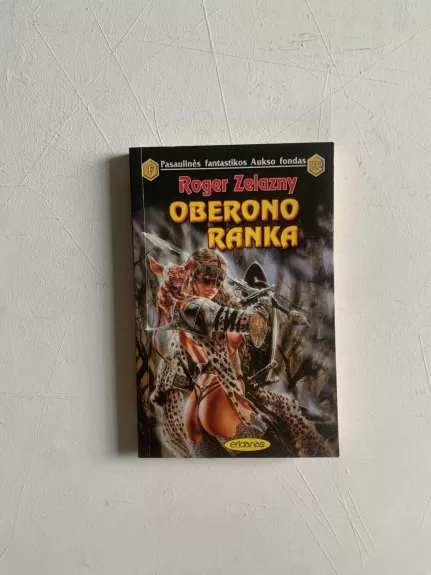 F
Pasaulinės fantastikos Aukso fondas
Roger Zelazny
OBERONO
RANKA
eridanas